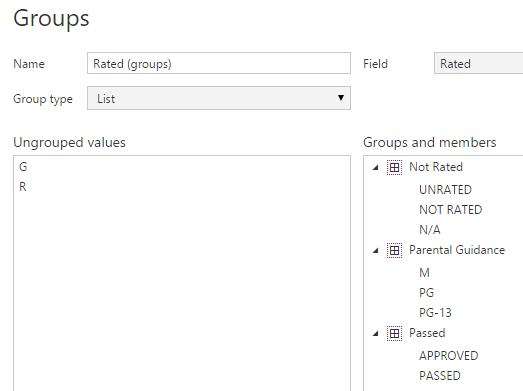 Groups
Name Rated (groups) Field Rated
Group type List
Ungrouped values
G
R
Groups and members
Not Rated
UNRATED
NOT RATED
N/A
Parental Guidance
M
PG
PG-13
Passed
APPROVED
PASSED